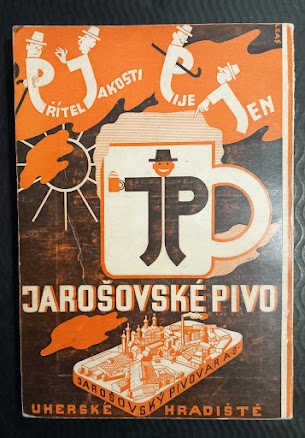 PŘÍTEL JAKOSTI PIJE JEN
JP
JAROŠOVSKÉ PIVO
JAROŠOVSKÝ PIVOVAR A.S.
UHERSKÉ HRADIŠTĚ